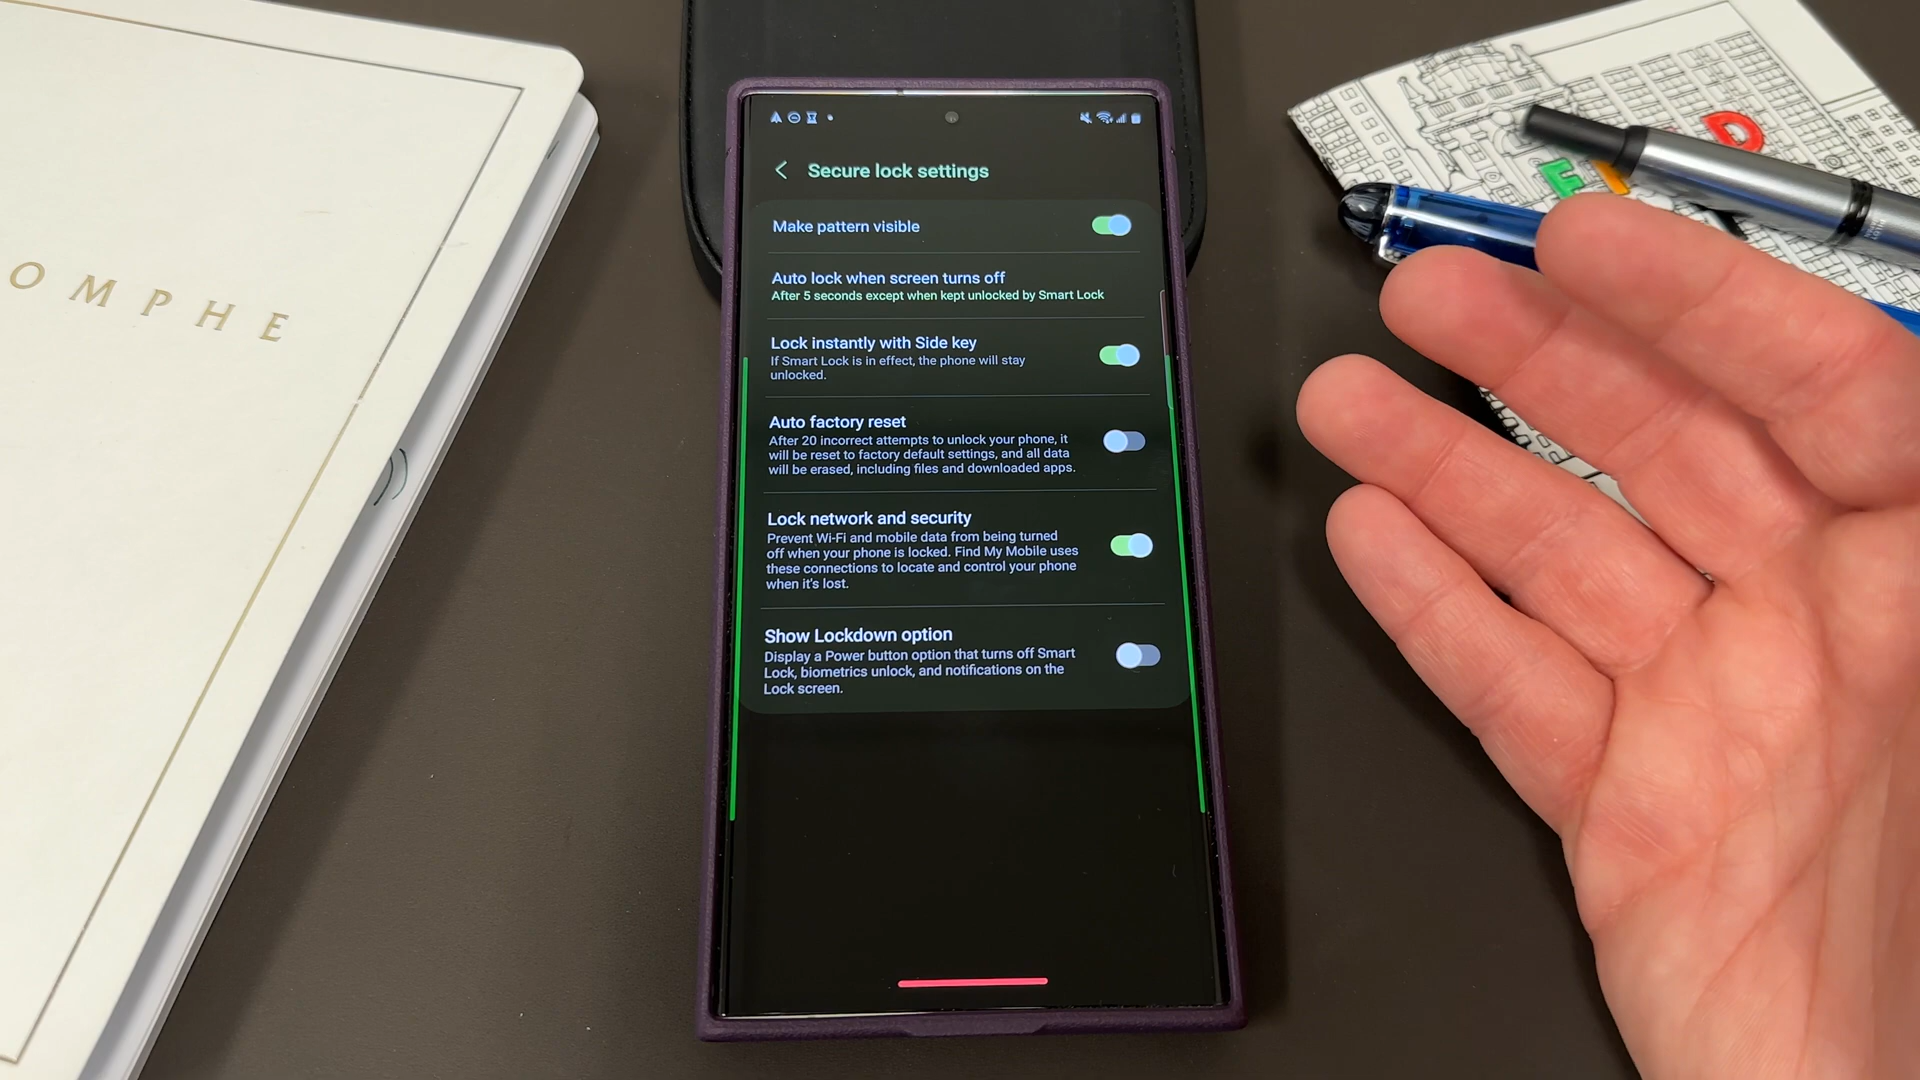 OMPHE
Secure lock settings
Make pattern visible
Auto lock when screen turns off
After 5 seconds except when kept unlocked by Smart Lock
Lock instantly with Side key
If Smart Lock is in effect, the phone will stay
unlocked.
Auto factory reset
After 20 incorrect attempts to unlock your phone, it
will be reset to factory default settings, and all data
will be erased, including files and downloaded apps.
Lock network and security
Prevent Wi-Fi and mobile data from being turned
off when your phone is locked. Find My Mobile uses
these connections to locate and control your phone
when it's lost.
Show Lockdown option
Display a Power button option that turns off Smart
Lock, biometrics unlock, and notifications on the
Lock screen.
E
D